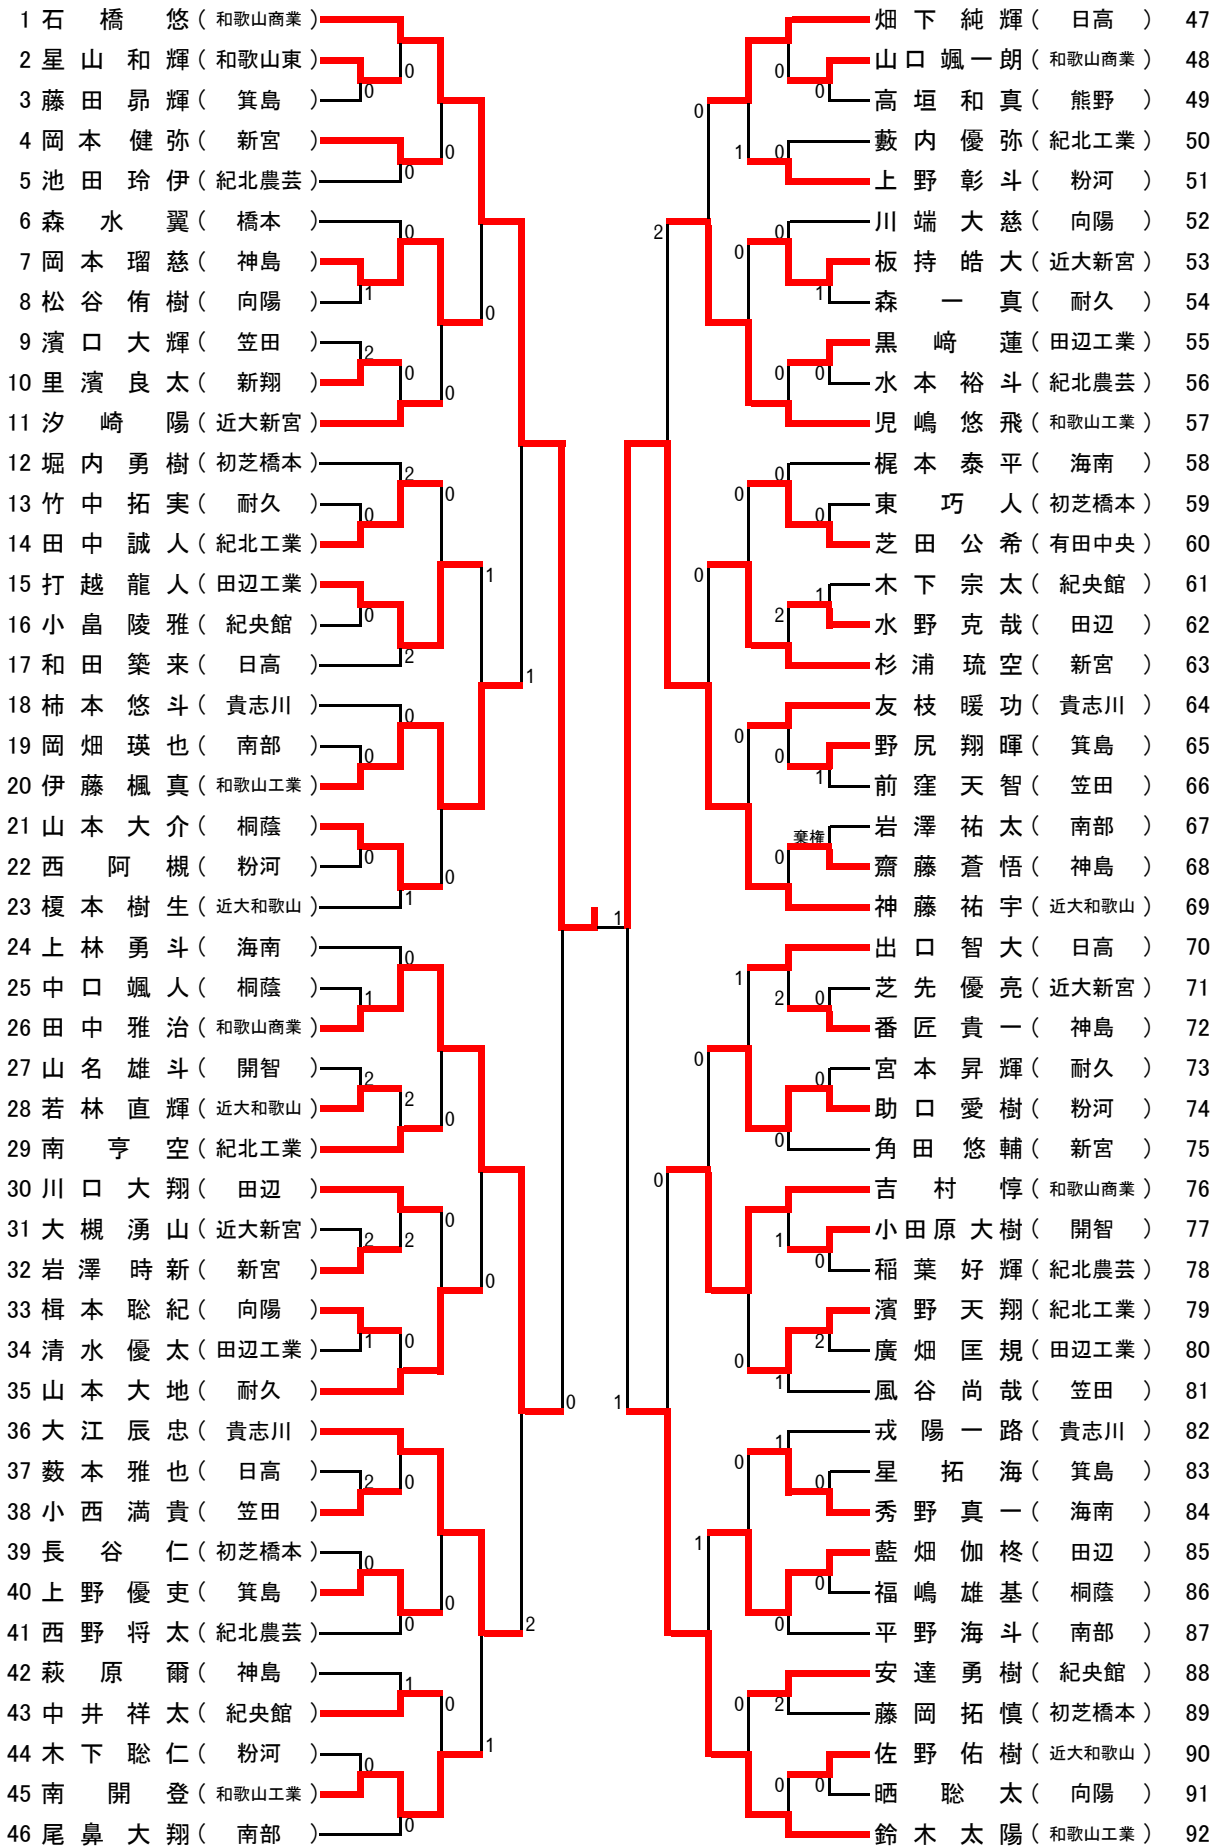 1 石橋 悠 ( 和歌山商業 )
2 星山和輝 ( 和歌山東 )
3 藤田昴輝 ( 箕島 )
4 岡本健弥 ( 新宮 )
5 池田玲伊 ( 紀北農芸 )
6 森水 翼 ( 橋本 )
7 岡本瑠慈 ( 神島 )
8 松谷侑樹 ( 向陽 )
9 濱口大輝 ( 笠田 )
10 里濱良太 ( 新翔 )
11 汐崎 陽 ( 近大新宮 )
12 堀内勇樹 ( 初芝橋本 )
13 竹中拓実 ( 耐久 )
14 田中誠人 ( 紀北工業 )
15 打越龍人 ( 田辺工業 )
16 小畠陵雅 ( 紀央館 )
17 和田築来 ( 日高 )
18 柿本悠斗 ( 貴志川 )
19 岡畑瑛也 ( 南部 )
20 伊藤楓真 ( 和歌山工業 )
21 山本大介 ( 桐蔭 )
22 西 阿槻 ( 粉河 )
23 榎本樹生 ( 近大和歌山 )
24 上林勇斗 ( 海南 )
25 中口颯人 ( 桐蔭 )
26 田中雅治 ( 和歌山商業 )
27 山名雄斗 ( 開智 )
28 若林直輝 ( 近大和歌山 )
29 南 亨空 ( 紀北工業 )
30 川口大翔 ( 田辺 )
31 大槻湧山 ( 近大新宮 )
32 岩澤時新 ( 新宮 )
33 楫本聡紀 ( 向陽 )
34 清水優太 ( 田辺工業 )
35 山本大地 ( 耐久 )
36 大江辰忠 ( 貴志川 )
37 薮本雅也 ( 日高 )
38 小西満貴 ( 笠田 )
39 長谷 仁 ( 初芝橋本 )
40 上野優吏 ( 箕島 )
41 西野将太 ( 紀北農芸 )
42 萩原 爾 ( 神島 )
43 中井祥太 ( 紀央館 )
44 木下聡仁 ( 粉河 )
45 南 開登 ( 和歌山工業 )
46 尾鼻大翔 ( 南部 )
畑下純輝 ( 日高 ) 47
山口颯一朗 ( 和歌山商業 ) 48
高垣和真 ( 熊野 ) 49
藪内優弥 ( 紀北工業 ) 50
上野彰斗 ( 粉河 ) 51
川端大慈 ( 向陽 ) 52
板持皓大 ( 近大新宮 ) 53
森 一真 ( 耐久 ) 54
黒﨑 蓮 ( 田辺工業 ) 55
水本裕斗 ( 紀北農芸 ) 56
児嶋悠飛 ( 和歌山工業 ) 57
梶本泰平 ( 海南 ) 58
東 巧人 ( 初芝橋本 ) 59
芝田公希 ( 有田中央 ) 60
木下宗太 ( 紀央館 ) 61
水野克哉 ( 田辺 ) 62
杉浦琉空 ( 新宮 ) 63
友枝暖功 ( 貴志川 ) 64
野尻翔暉 ( 箕島 ) 65
前窪天智 ( 笠田 ) 66
岩澤祐太 ( 南部 ) 67
棄権
齋藤蒼悟 ( 神島 ) 68
神藤祐宇 ( 近大和歌山 ) 69
出口智大 ( 日高 ) 70
芝先優亮 ( 近大新宮 ) 71
番匠貴一 ( 神島 ) 72
宮本昇輝 ( 耐久 ) 73
助口愛樹 ( 粉河 ) 74
角田悠輔 ( 新宮 ) 75
吉村 惇 ( 和歌山商業 ) 76
小田原大樹 ( 開智 ) 77
稲葉好輝 ( 紀北農芸 ) 78
濱野天翔 ( 紀北工業 ) 79
廣畑匡規 ( 田辺工業 ) 80
風谷尚哉 ( 笠田 ) 81
戎陽一路 ( 貴志川 ) 82
星 拓海 ( 箕島 ) 83
秀野真一 ( 海南 ) 84
藍畑伽柊 ( 田辺 ) 85
福嶋雄基 ( 桐蔭 ) 86
平野海斗 ( 南部 ) 87
安達勇樹 ( 紀央館 ) 88
藤岡拓慎 ( 初芝橋本 ) 89
佐野佑樹 ( 近大和歌山 ) 90
晒 聡太 ( 向陽 ) 91
鈴木太陽 ( 和歌山工業 ) 92